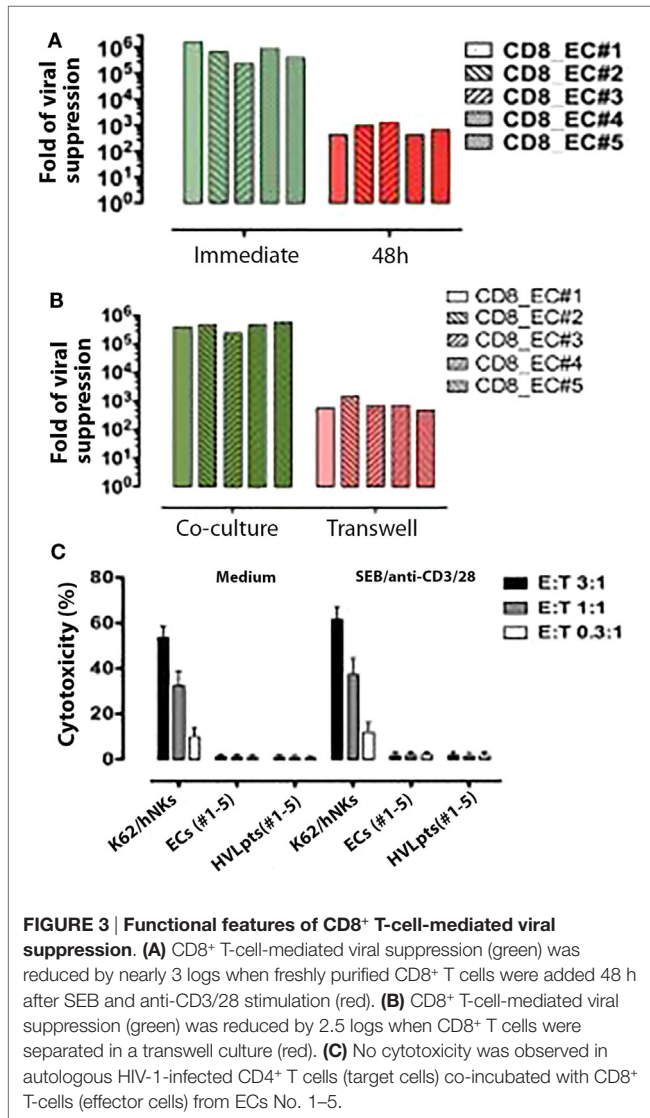 A
Fold of viral
suppression
10⁶
10⁵
10⁴
10³
10²
10¹
10⁰
Immediate
48h
CD8_EC#1
CD8_EC#2
CD8_EC#3
CD8_EC#4
CD8_EC#5
B
Fold of viral
suppression
10⁶
10⁵
10⁴
10³
10²
10¹
10⁰
Co-culture
Transwell
CD8_EC#1
CD8_EC#2
CD8_EC#3
CD8_EC#4
CD8_EC#5
C
Cytotoxicity (%)
80
60
40
20
0
Medium
SEB/anti-CD3/28
E:T 3:1
E:T 1:1
E:T 0.3:1
K62/hNKs
ECs (#1-5)
HVLpts(#1-5)
K62/hNKs
ECs (#1-5)
HVLpts(#1-5)
FIGURE 3 | Functional features of CD8⁺ T-cell-mediated viral
suppression. (A) CD8⁺ T-cell-mediated viral suppression (green) was
reduced by nearly 3 logs when freshly purified CD8⁺ T cells were added 48 h
after SEB and anti-CD3/28 stimulation (red). (B) CD8⁺ T-cell-mediated viral
suppression (green) was reduced by 2.5 logs when CD8⁺ T cells were
separated in a transwell culture (red). (C) No cytotoxicity was observed in
autologous HIV-1-infected CD4⁺ T cells (target cells) co-incubated with CD8⁺
T-cells (effector cells) from ECs No. 1–5.